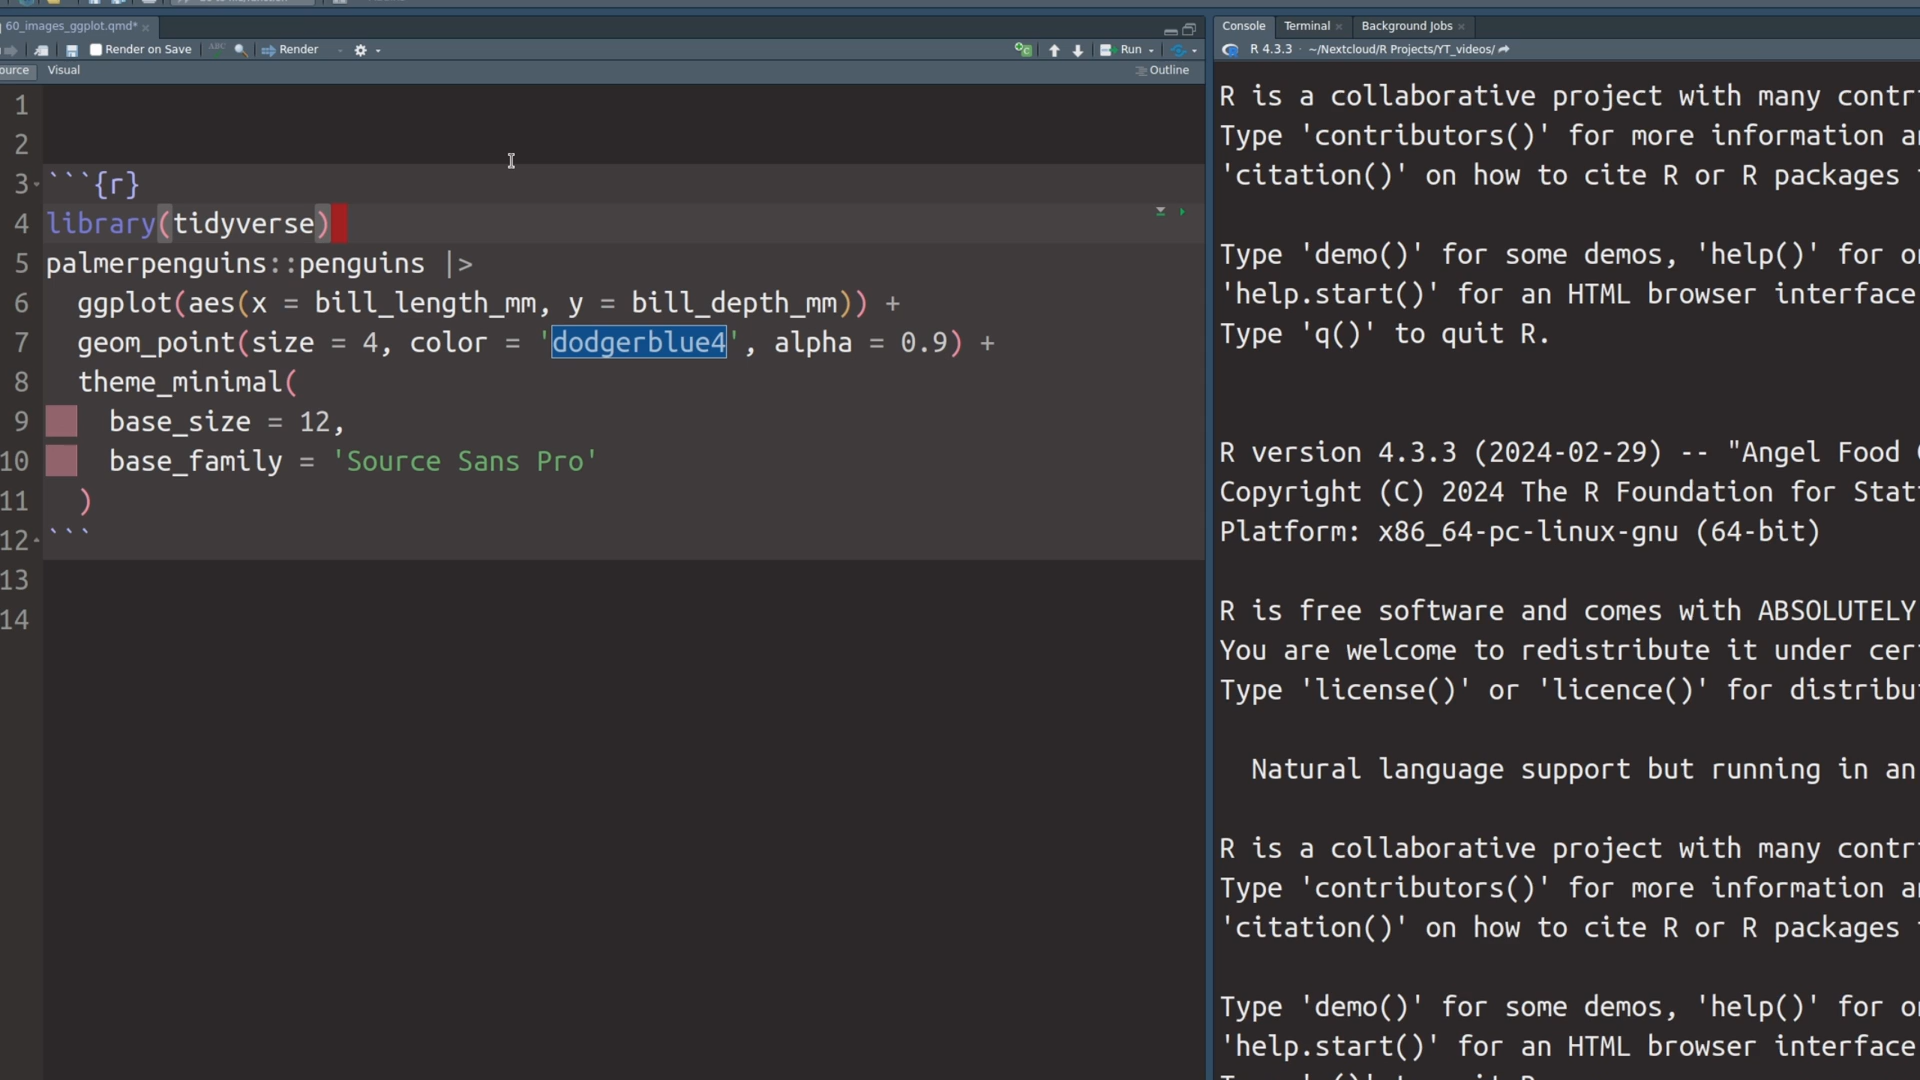 60_images_ggplot.qmd*
Render on Save
ABC
Render
Run
ource
Visual
Outline
1
2
3 ```{r}
4 library(tidyverse)
5 palmerpenguins::penguins |>
6 ggplot(aes(x = bill_length_mm, y = bill_depth_mm)) +
7 geom_point(size = 4, color = 'dodgerblue4', alpha = 0.9) +
8 theme_minimal(
9 base_size = 12,
10 base_family = 'Source Sans Pro'
11 )
12 ```
13
14
Console
Terminal
Background Jobs
R 4.3.3 · ~/Nextcloud/R Projects/YT_videos/
R is a collaborative project with many contr
Type 'contributors()' for more information a
'citation()' on how to cite R or R packages
Type 'demo()' for some demos, 'help()' for o
'help.start()' for an HTML browser interface
Type 'q()' to quit R.
R version 4.3.3 (2024-02-29) -- "Angel Food
Copyright (C) 2024 The R Foundation for Stat
Platform: x86_64-pc-linux-gnu (64-bit)
R is free software and comes with ABSOLUTELY
You are welcome to redistribute it under cer
Type 'license()' or 'licence()' for distribu
Natural language support but running in an
R is a collaborative project with many contr
Type 'contributors()' for more information a
'citation()' on how to cite R or R packages
Type 'demo()' for some demos, 'help()' for o
'help.start()' for an HTML browser interface